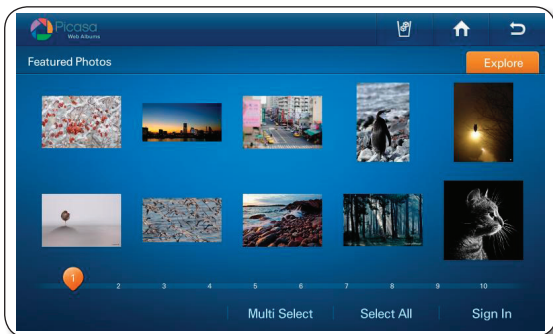 Picasa
Web Albums
Featured Photos
Explore
1 2 3 4 5 6 7 8 9 10
Multi Select
Select All
Sign In